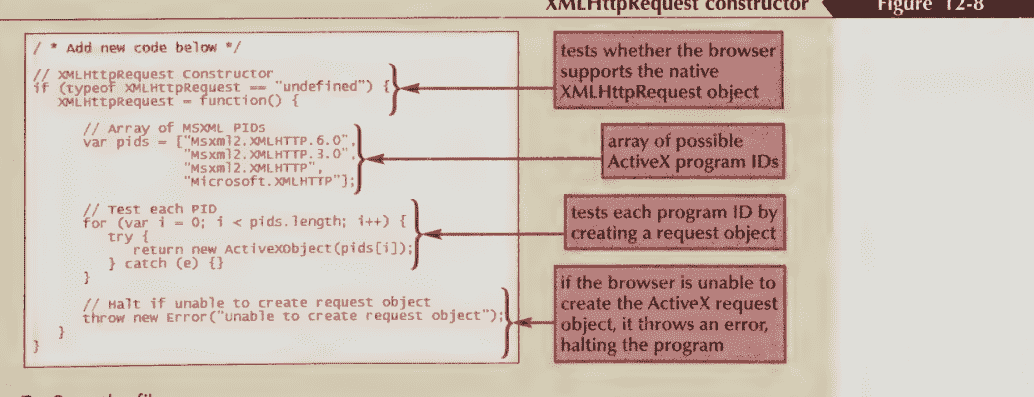 XMLHttpRequest constructor
Figure 12-8
/ * Add new code below */
// XMLHttpRequest Constructor
if (typeof XMLHttpRequest == "undefined") {
XMLHttpRequest = function() {
// Array of MSXML PIDs
var pids = ["Msxml2.XMLHTTP.6.0",
"Msxml2.XMLHTTP.3.0",
"Msxml2.XMLHTTP",
"Microsoft.XMLHTTP"];
// Test each PID
for (var i = 0; i < pids.length; i++) {
try {
return new ActiveXObject(pids[i]);
} catch (e) {}
}
// Halt if unable to create request object
throw new Error("Unable to create request object");
}
}
tests whether the browser
supports the native
XMLHttpRequest object
array of possible
ActiveX program IDs
tests each program ID by
creating a request object
if the browser is unable to
create the ActiveX request
object, it throws an error,
halting the program